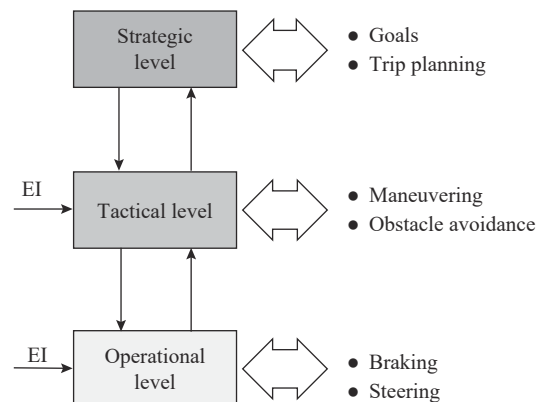 Strategic
level
● Goals
● Trip planning
EI
Tactical level
● Maneuvering
● Obstacle avoidance
EI
Operational
level
● Braking
● Steering